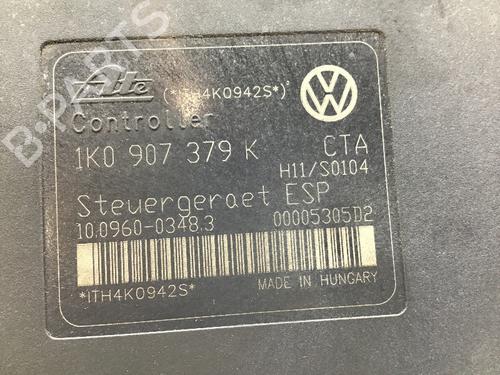 Ate (*ITH4K0942S*)
Controller
1K0 907 379 K CTA
H11/S0104
Steuergeraet ESP
10.0960-0348.3 00005305D2
*ITH4K0942S* MADE IN HUNGARY
B-PARTS